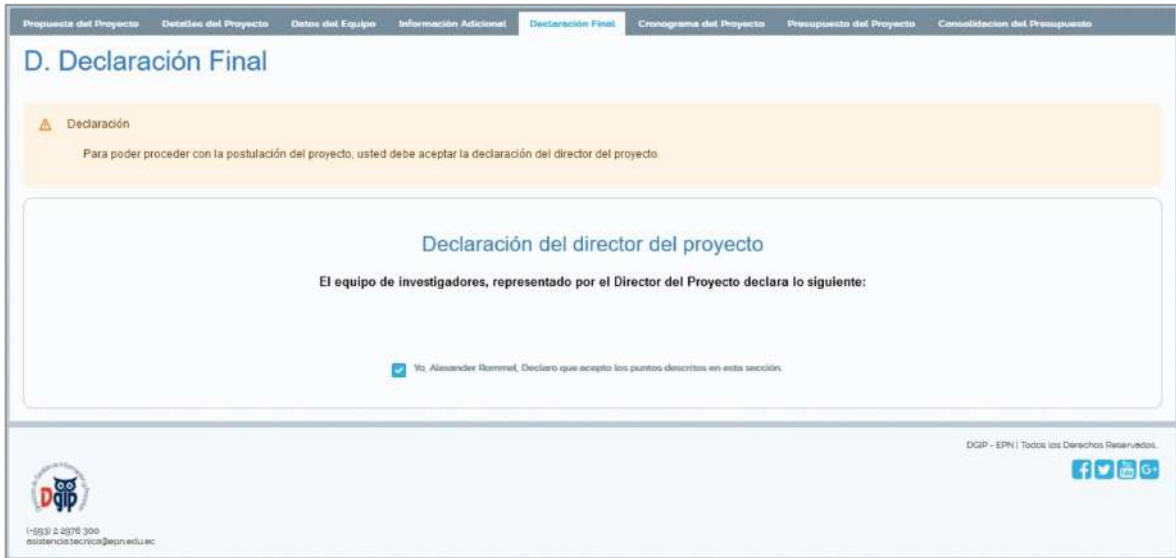 Propuesta del Proyecto Detalles del Proyecto Datos del Equipo Información Adicional Declaración Final Cronograma del Proyecto Presupuesto del Proyecto Consolidacion del Presupuesto
D. Declaración Final
Declaración
Para poder proceder con la postulación del proyecto, usted debe aceptar la declaración del director del proyecto.
Declaración del director del proyecto
El equipo de investigadores, representado por el Director del Proyecto declara lo siguiente:
Yo, Alexander Rommel, Declaro que acepto los puntos descritos en esta sección.
DGIP - EPN | Todos los Derechos Reservados.
Dgip
(+593) 2 2976 300
asistencia.tecnica@epn.edu.ec